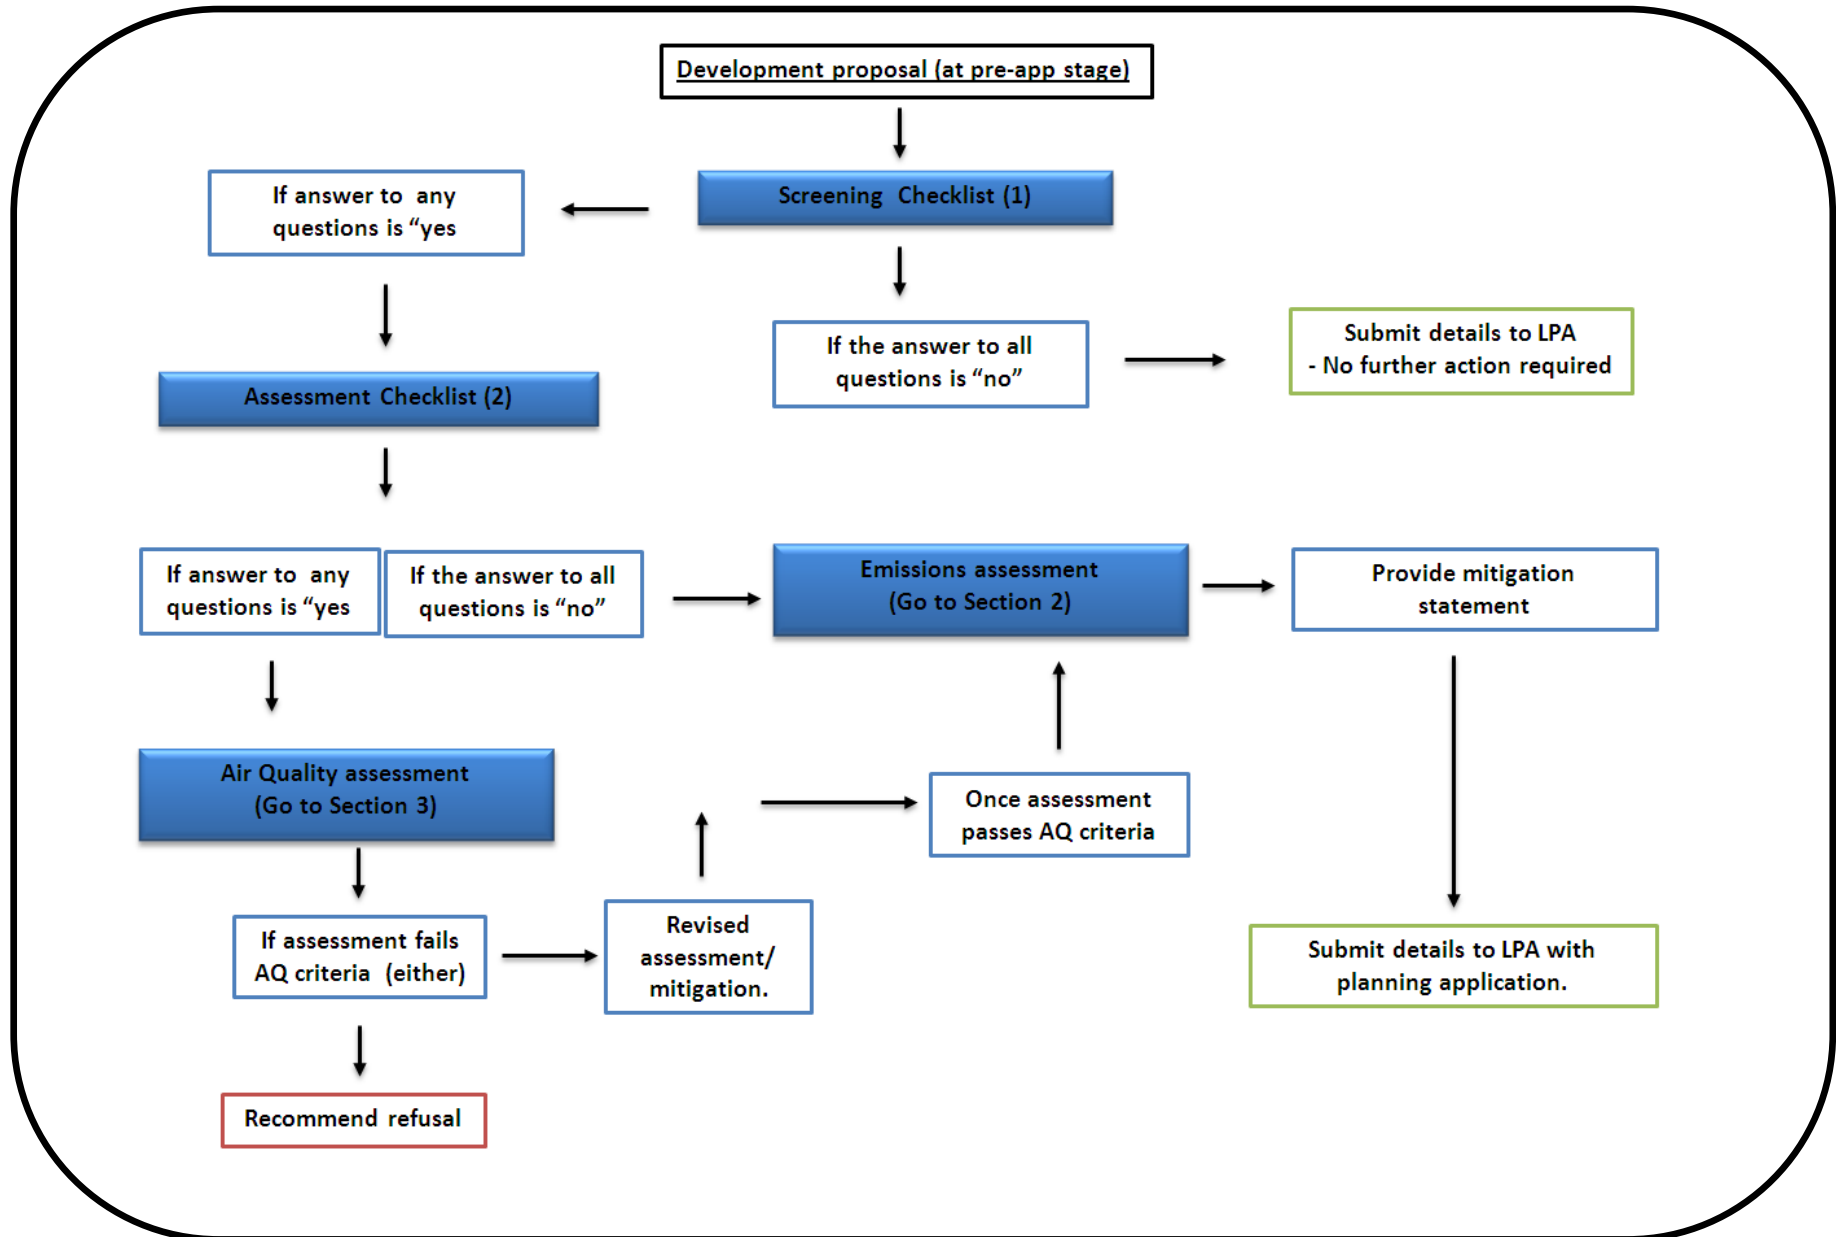 Development proposal (at pre-app stage)
Screening Checklist (1)
If answer to any
questions is “yes
If the answer to all
questions is “no”
Submit details to LPA
- No further action required
Assessment Checklist (2)
If answer to any
questions is “yes
If the answer to all
questions is “no”
Emissions assessment
(Go to Section 2)
Provide mitigation
statement
Air Quality assessment
(Go to Section 3)
Once assessment
passes AQ criteria
If assessment fails
AQ criteria (either)
Revised
assessment/
mitigation.
Submit details to LPA with
planning application.
Recommend refusal